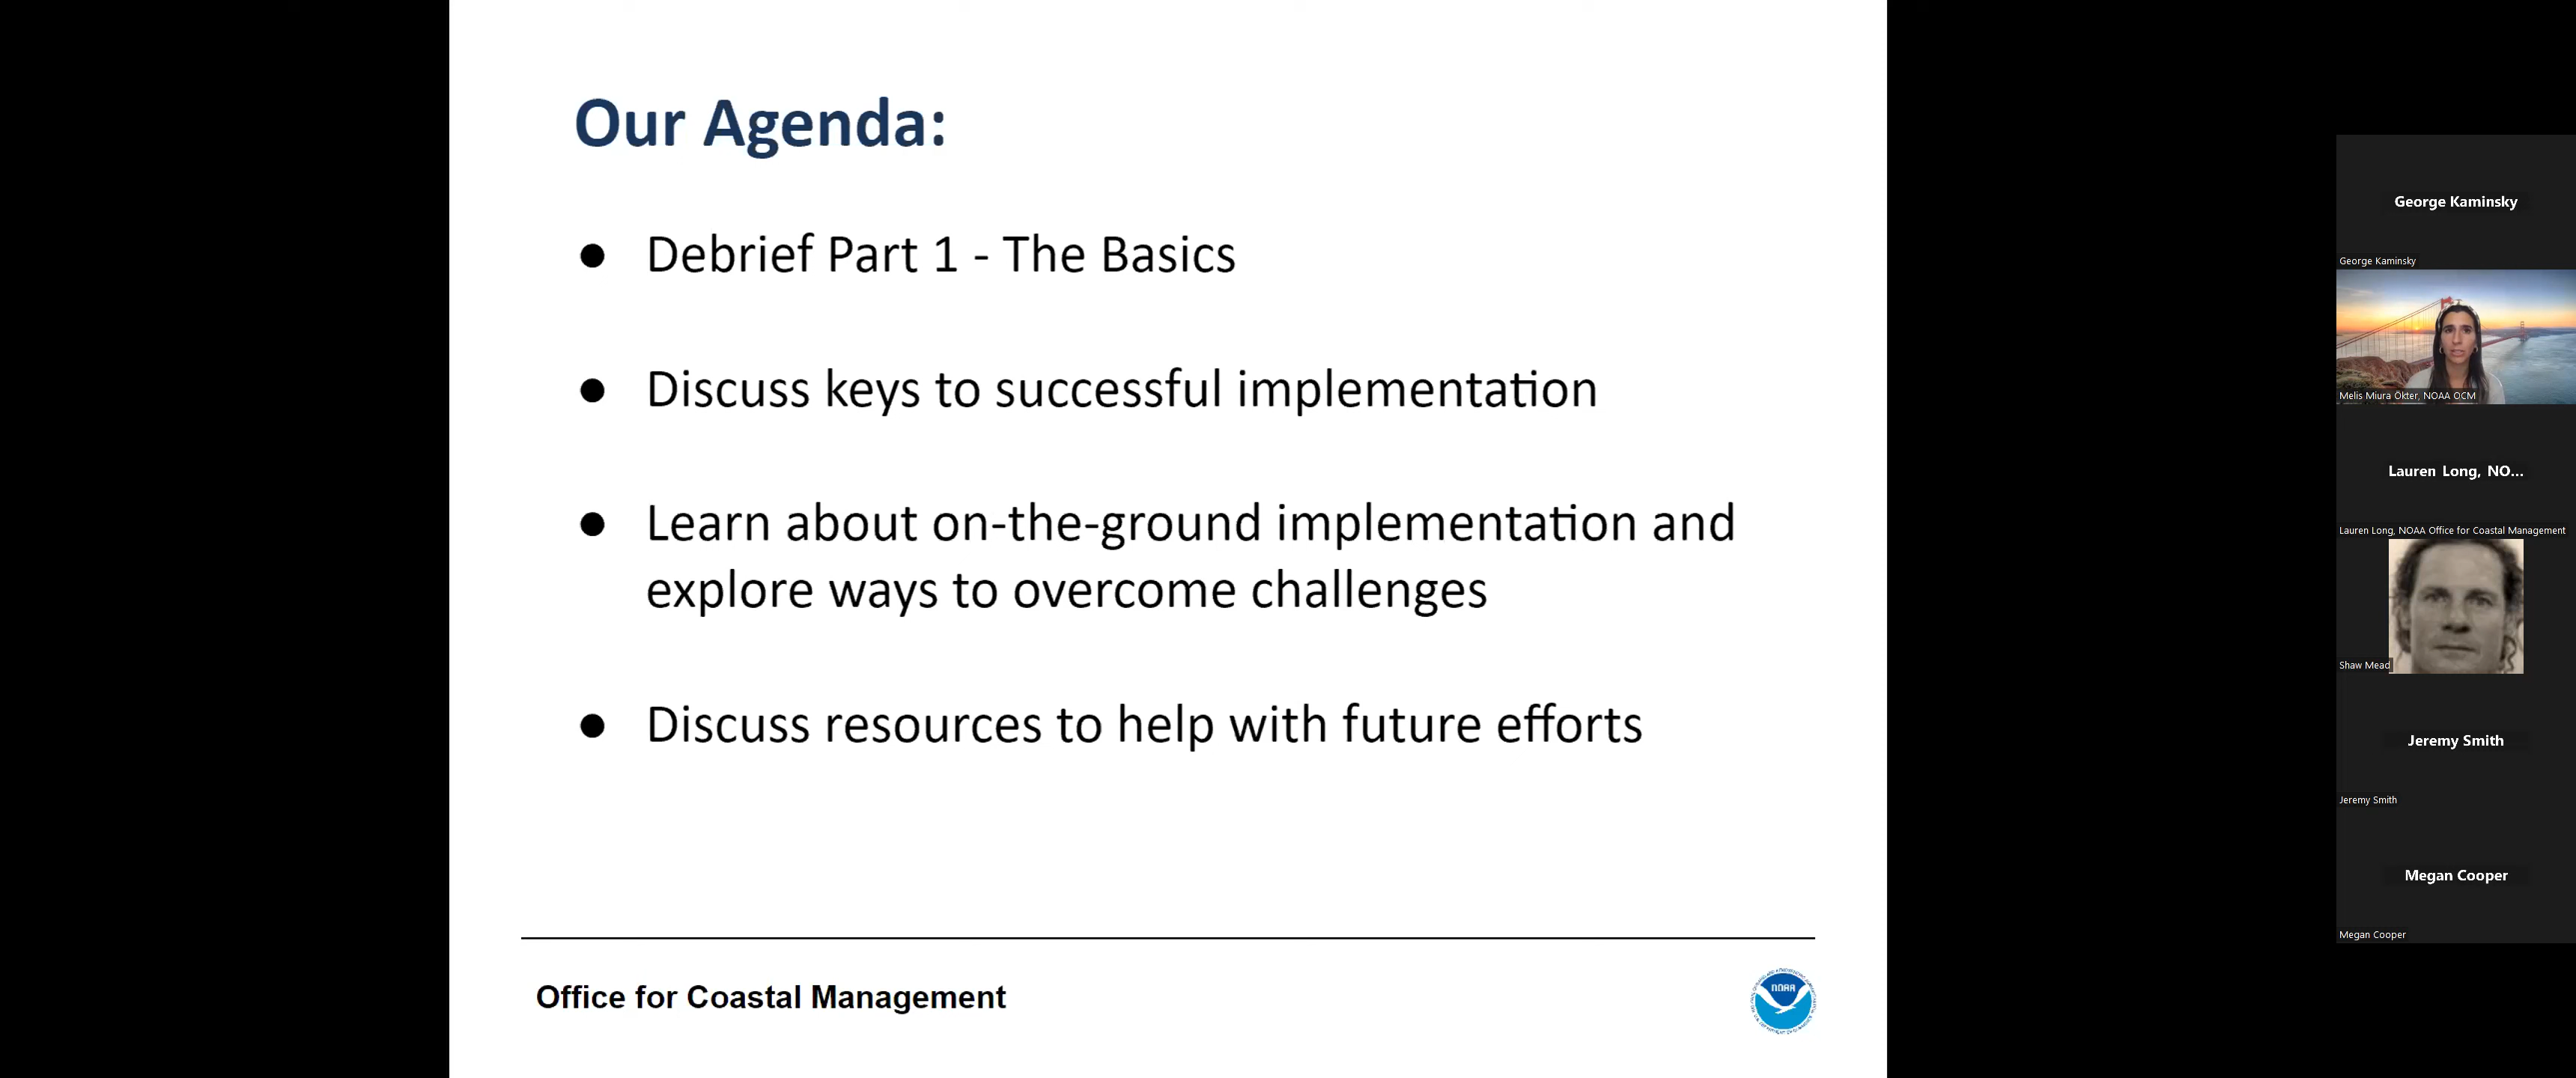 Our Agenda:
● Debrief Part 1 - The Basics
● Discuss keys to successful implementation
● Learn about on-the-ground implementation and
explore ways to overcome challenges
● Discuss resources to help with future efforts
Office for Coastal Management
NOAA
George Kaminsky
George Kaminsky
Melis Miura Ökter, NOAA OCM
Lauren Long, NO...
Lauren Long, NOAA Office for Coastal Management
Shaw Mead
Jeremy Smith
Jeremy Smith
Megan Cooper
Megan Cooper